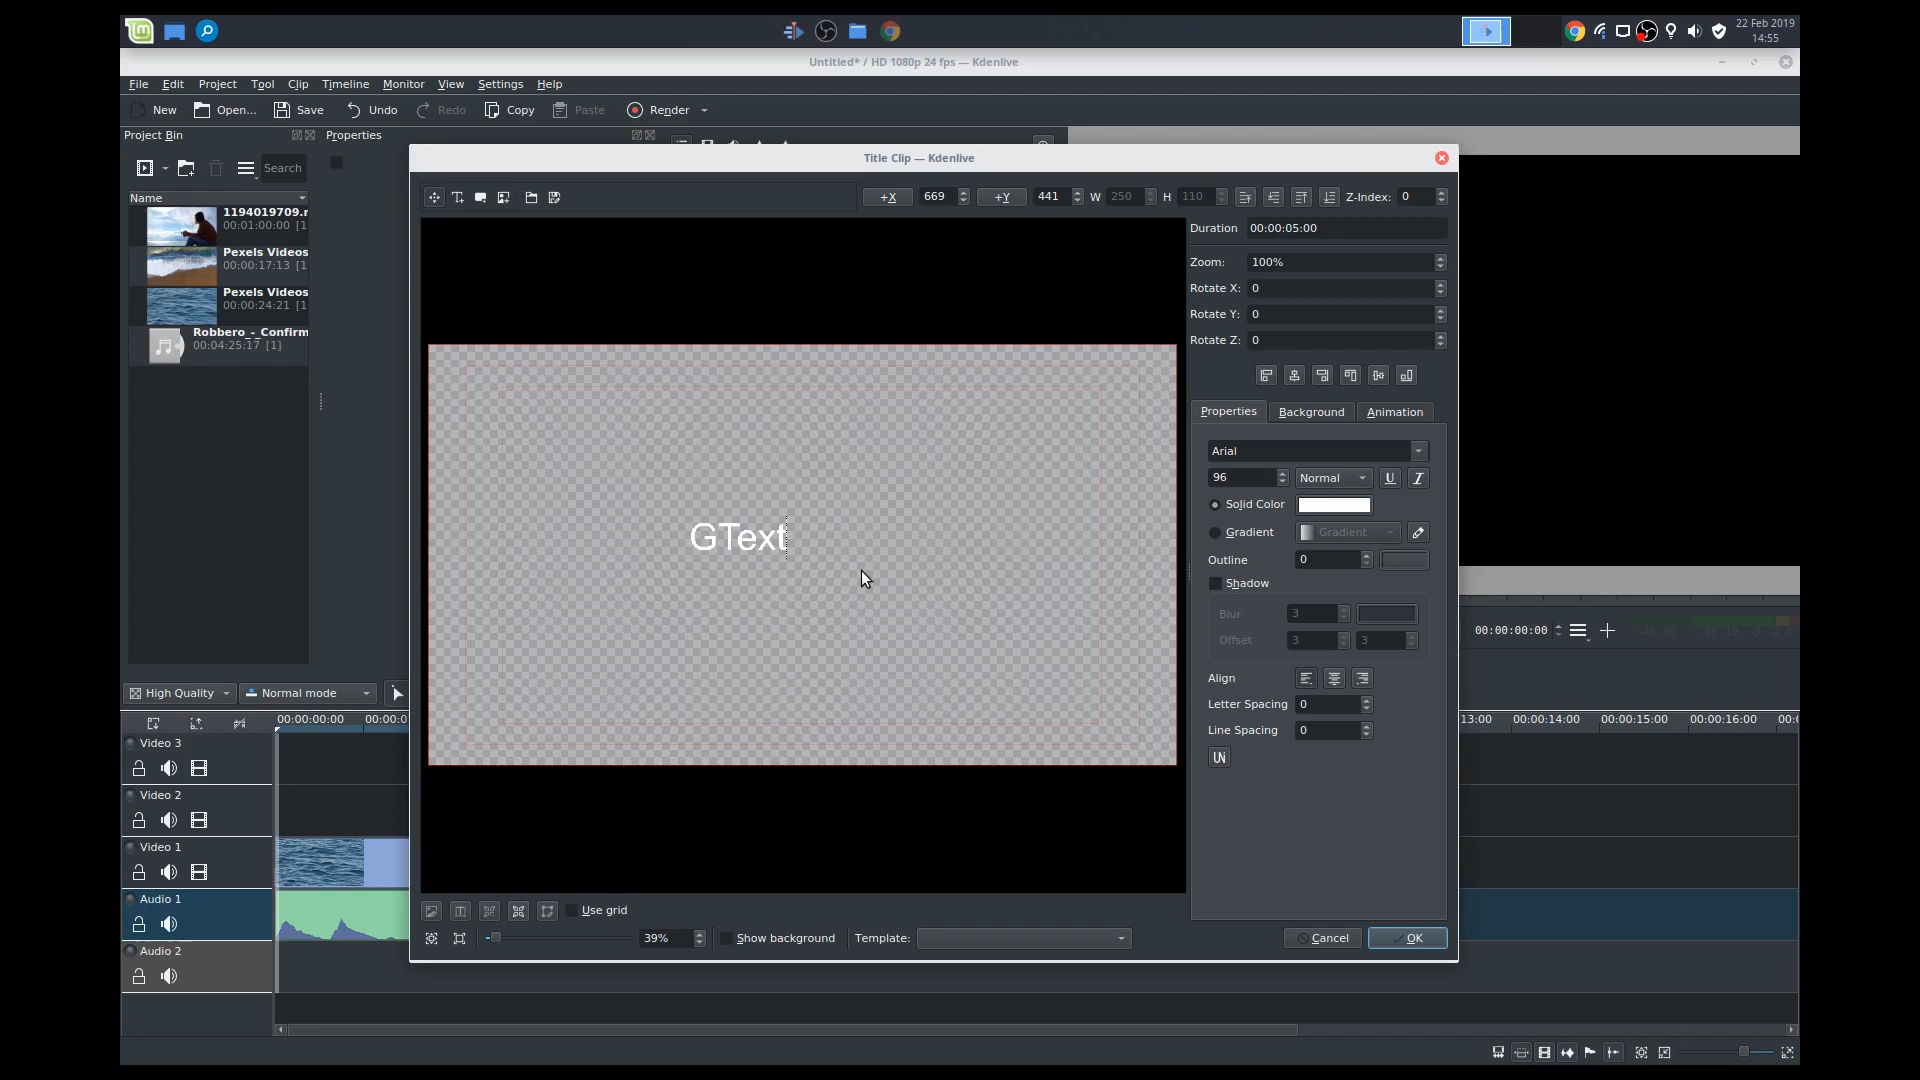 22 Feb 2019
14:55
Untitled* / HD 1080p 24 fps — Kdenlive
File Edit Project Tool Clip Timeline Monitor View Settings Help
New Open... Save Undo Redo Copy Paste Render
Project Bin Properties
Search
Name
1194019709.
00:01:00:00 [1
Pexels Videos
00:00:17:13 [1
Pexels Videos
00:00:24:21 [1
Robbero_-_Confirm
00:04:25:17 [1]
Title Clip — Kdenlive
+X 669 +Y 441 W 250 H 110 Z-Index: 0
Duration 00:00:05:00
Zoom: 100%
Rotate X: 0
Rotate Y: 0
Rotate Z: 0
Properties Background Animation
Arial
96 Normal U I
Solid Color
Gradient Gradient
Outline 0
Shadow
Blur 3
Offset 3 3
Align
Letter Spacing 0
Line Spacing 0
UN
GText
Use grid
39% Show background Template: Cancel OK
00:00:00:00
-45 -30 -15 -10 -5 -2 0
High Quality Normal mode
00:00:00:00 00:00:0 13:00 00:00:14:00 00:00:15:00 00:00:16:00 00:
Video 3
Video 2
Video 1
Audio 1
Audio 2